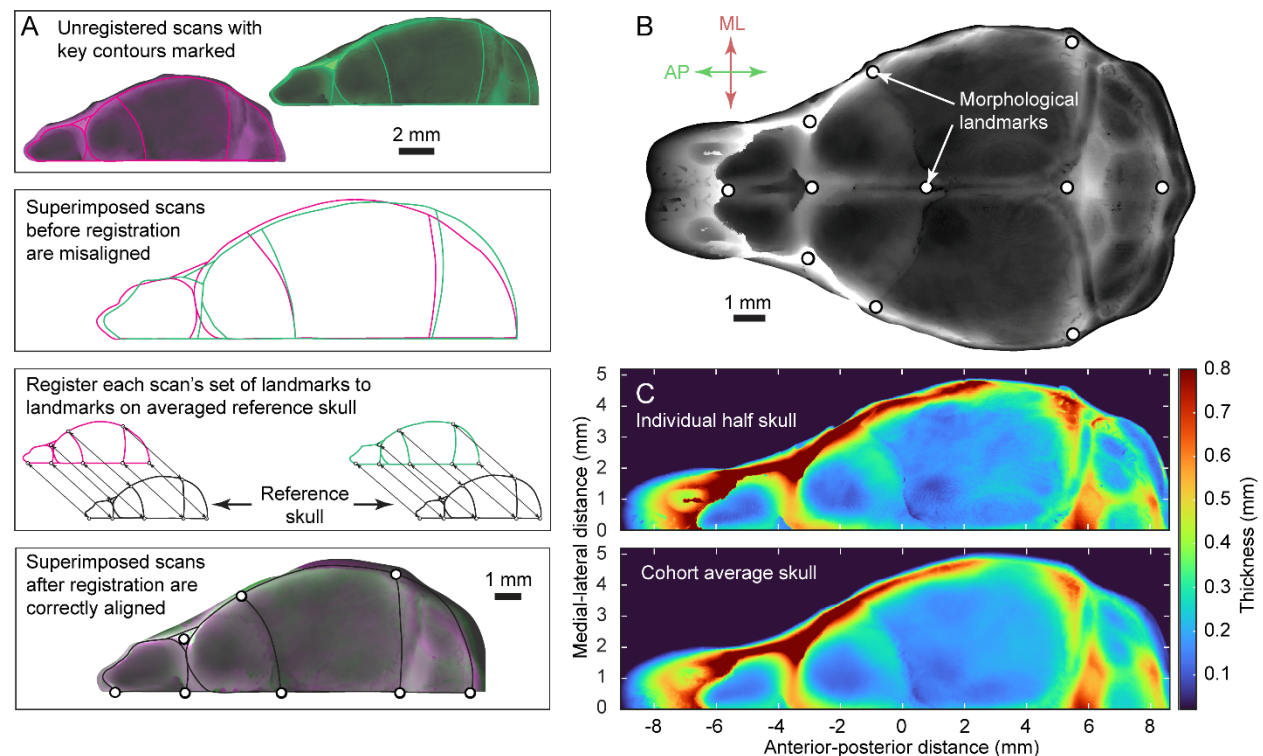 A
Unregistered scans with
key contours marked
2 mm
Superimposed scans
before registration
are misaligned
Register each scan's set of landmarks to
landmarks on averaged reference skull
Reference
skull
Superimposed scans
after registration are
correctly aligned
1 mm
B
ML
AP
Morphological
landmarks
1 mm
C
Individual half skull
5
4
3
2
1
0
Cohort average skull
5
4
3
2
1
0
Medial-lateral distance (mm)
-8
-6
-4
-2
0
2
4
6
8
Anterior-posterior distance (mm)
0.8
0.7
0.6
0.5
0.4
0.3
0.2
0.1
Thickness (mm)